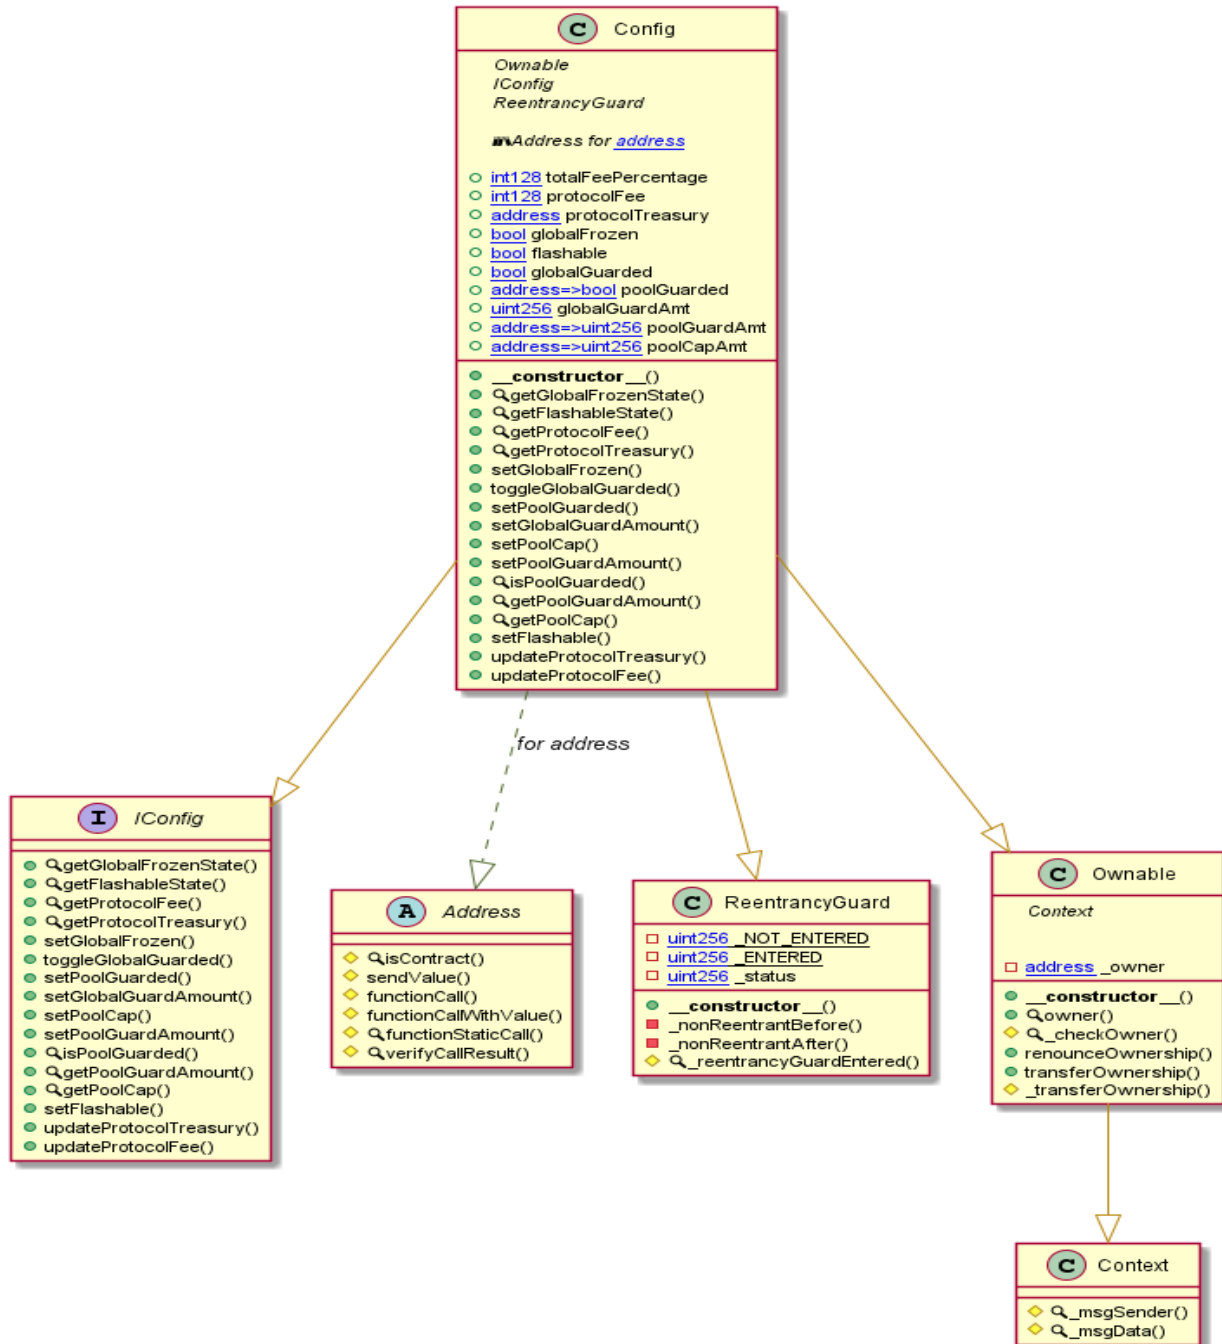 C Config
Ownable
IConfig
ReentrancyGuard
Address for address
int128 totalFeePercentage
int128 protocolFee
address protocolTreasury
bool globalFrozen
bool flashable
bool globalGuarded
address=>bool poolGuarded
uint256 globalGuardAmt
address=>uint256 poolGuardAmt
address=>uint256 poolCapAmt
__constructor__()
getGlobalFrozenState()
getFlashableState()
getProtocolFee()
getProtocolTreasury()
setGlobalFrozen()
toggleGlobalGuarded()
setPoolGuarded()
setGlobalGuardAmount()
setPoolCap()
setPoolGuardAmount()
isPoolGuarded()
getPoolGuardAmount()
getPoolCap()
setFlashable()
updateProtocolTreasury()
updateProtocolFee()
for address
I IConfig
getGlobalFrozenState()
getFlashableState()
getProtocolFee()
getProtocolTreasury()
setGlobalFrozen()
toggleGlobalGuarded()
setPoolGuarded()
setGlobalGuardAmount()
setPoolCap()
setPoolGuardAmount()
isPoolGuarded()
getPoolGuardAmount()
getPoolCap()
setFlashable()
updateProtocolTreasury()
updateProtocolFee()
A Address
isContract()
sendValue()
functionCall()
functionCallWithValue()
functionStaticCall()
verifyCallResult()
C ReentrancyGuard
uint256 _NOT_ENTERED
uint256 _ENTERED
uint256 _status
__constructor__()
_nonReentrantBefore()
_nonReentrantAfter()
_reentrancyGuardEntered()
C Ownable
Context
address _owner
__constructor__()
owner()
_checkOwner()
renounceOwnership()
transferOwnership()
_transferOwnership()
C Context
_msgSender()
_msgData()